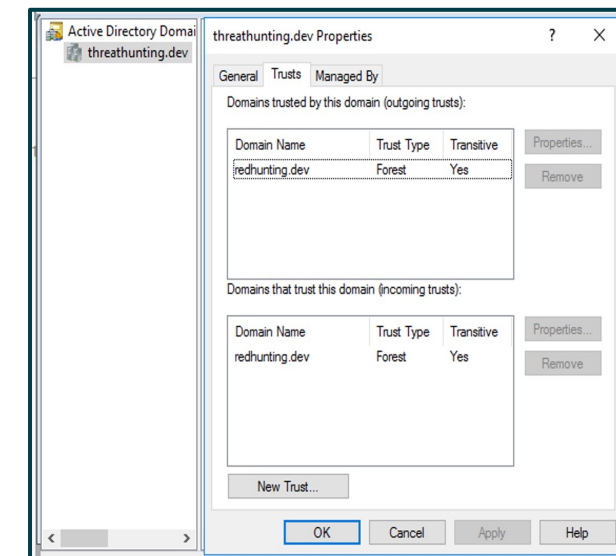 Active Directory Domai
threathunting.dev
threathunting.dev Properties
? X
General Trusts Managed By
Domains trusted by this domain (outgoing trusts):
Domain Name Trust Type Transitive
redhunting.dev Forest Yes
Properties...
Remove
Domains that trust this domain (incoming trusts):
Domain Name Trust Type Transitive
redhunting.dev Forest Yes
Properties...
Remove
New Trust...
OK Cancel Apply Help